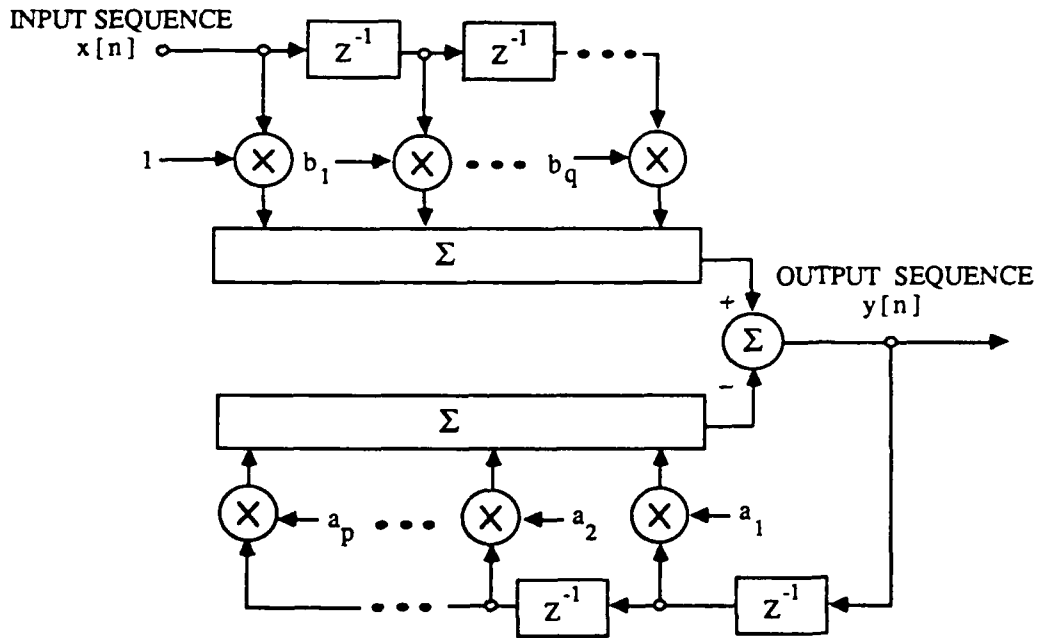 INPUT SEQUENCE
x[n]
z⁻¹
z⁻¹
1
×
b₁
×
b_q
×
Σ
OUTPUT SEQUENCE
y[n]
+
Σ
−
Σ
×
a_p
×
a₂
×
a₁
z⁻¹
z⁻¹